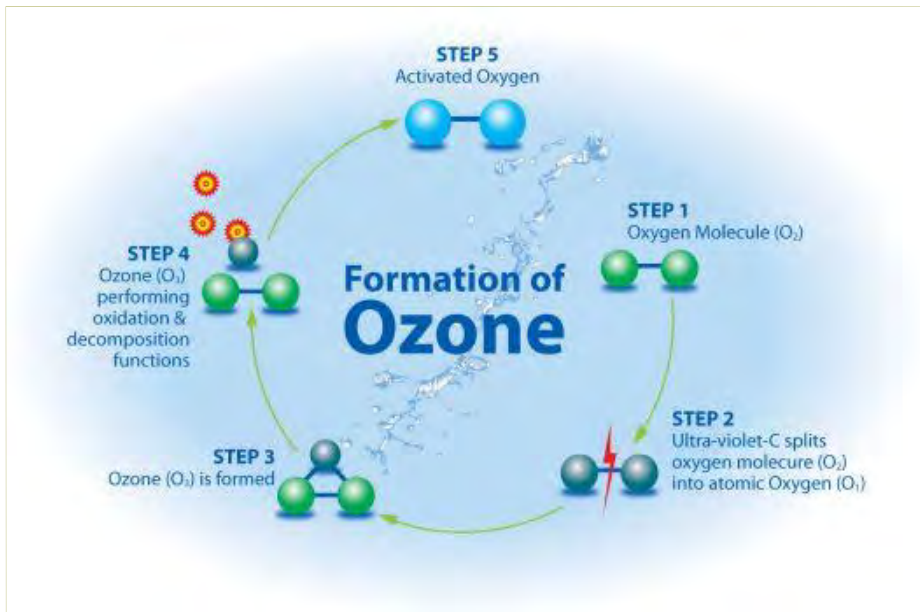 Formation of
Ozone
STEP 1
Oxygen Molecule (O₂)
STEP 2
Ultra-violet-C splits
oxygen molecure (O₂)
into atomic Oxygen (O₁)
STEP 3
Ozone (O₃) is formed
STEP 4
Ozone (O₃)
performing
oxidation &
decomposition
functions
STEP 5
Activated Oxygen